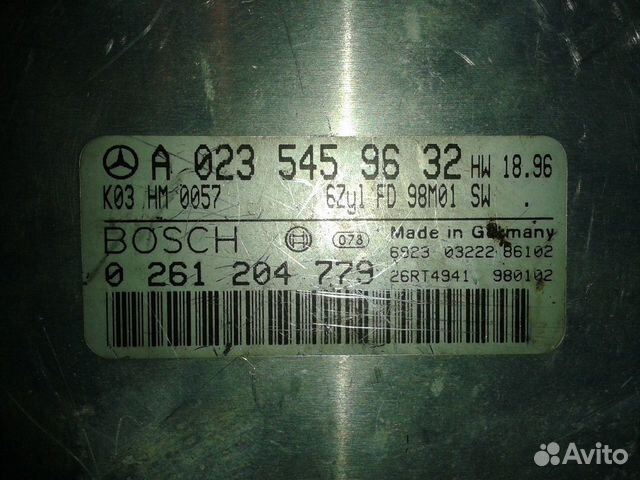 A 023 545 96 32 HW 18.96
K03 HM 0057 6Zyl FD 98M01 SW .
BOSCH 078 Made in Germany
0 261 204 779 6923 03222 86102
26RT4941 980102
Avito